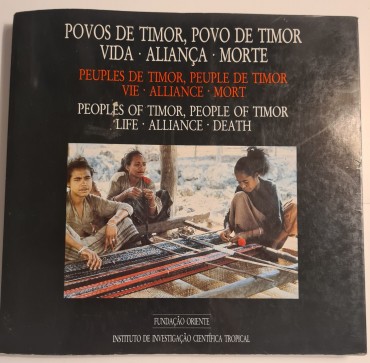 POVOS DE TIMOR, POVO DE TIMOR
VIDA · ALIANÇA · MORTE
PEUPLES DE TIMOR, PEUPLE DE TIMOR
VIE · ALLIANCE · MORT
PEOPLES OF TIMOR, PEOPLE OF TIMOR
LIFE · ALLIANCE · DEATH
FUNDAÇÃO ORIENTE
INSTITUTO DE INVESTIGAÇÃO CIENTÍFICA TROPICAL